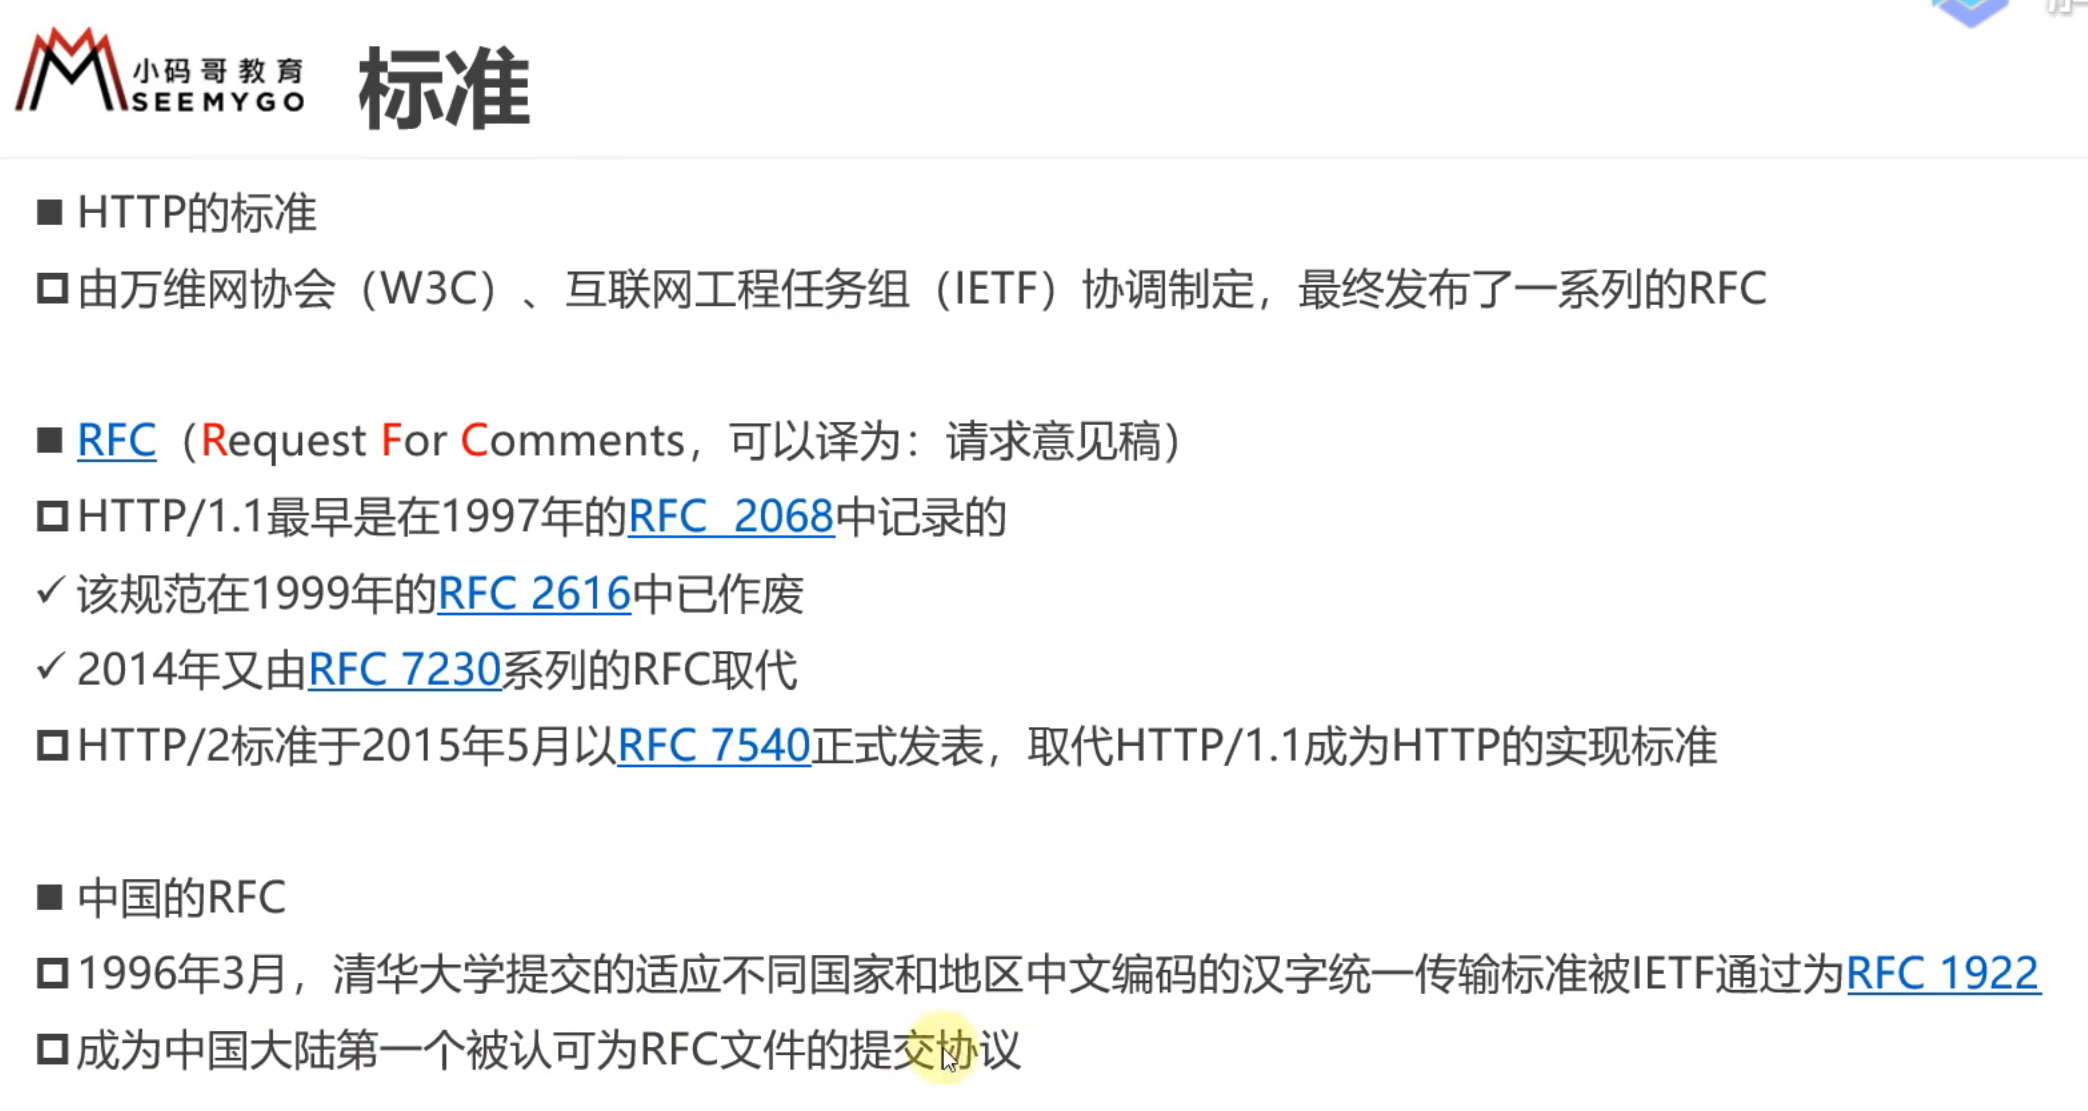 小码哥教育
SEEMYGO
标准
HTTP的标准
由万维网协会（W3C）、互联网工程任务组（IETF）协调制定，最终发布了一系列的RFC
RFC（Request For Comments，可以译为：请求意见稿）
HTTP/1.1最早是在1997年的RFC 2068中记录的
该规范在1999年的RFC 2616中已作废
2014年又由RFC 7230系列的RFC取代
HTTP/2标准于2015年5月以RFC 7540正式发表，取代HTTP/1.1成为HTTP的实现标准
中国的RFC
1996年3月，清华大学提交的适应不同国家和地区中文编码的汉字统一传输标准被IETF通过为RFC 1922
成为中国大陆第一个被认可为RFC文件的提交协议